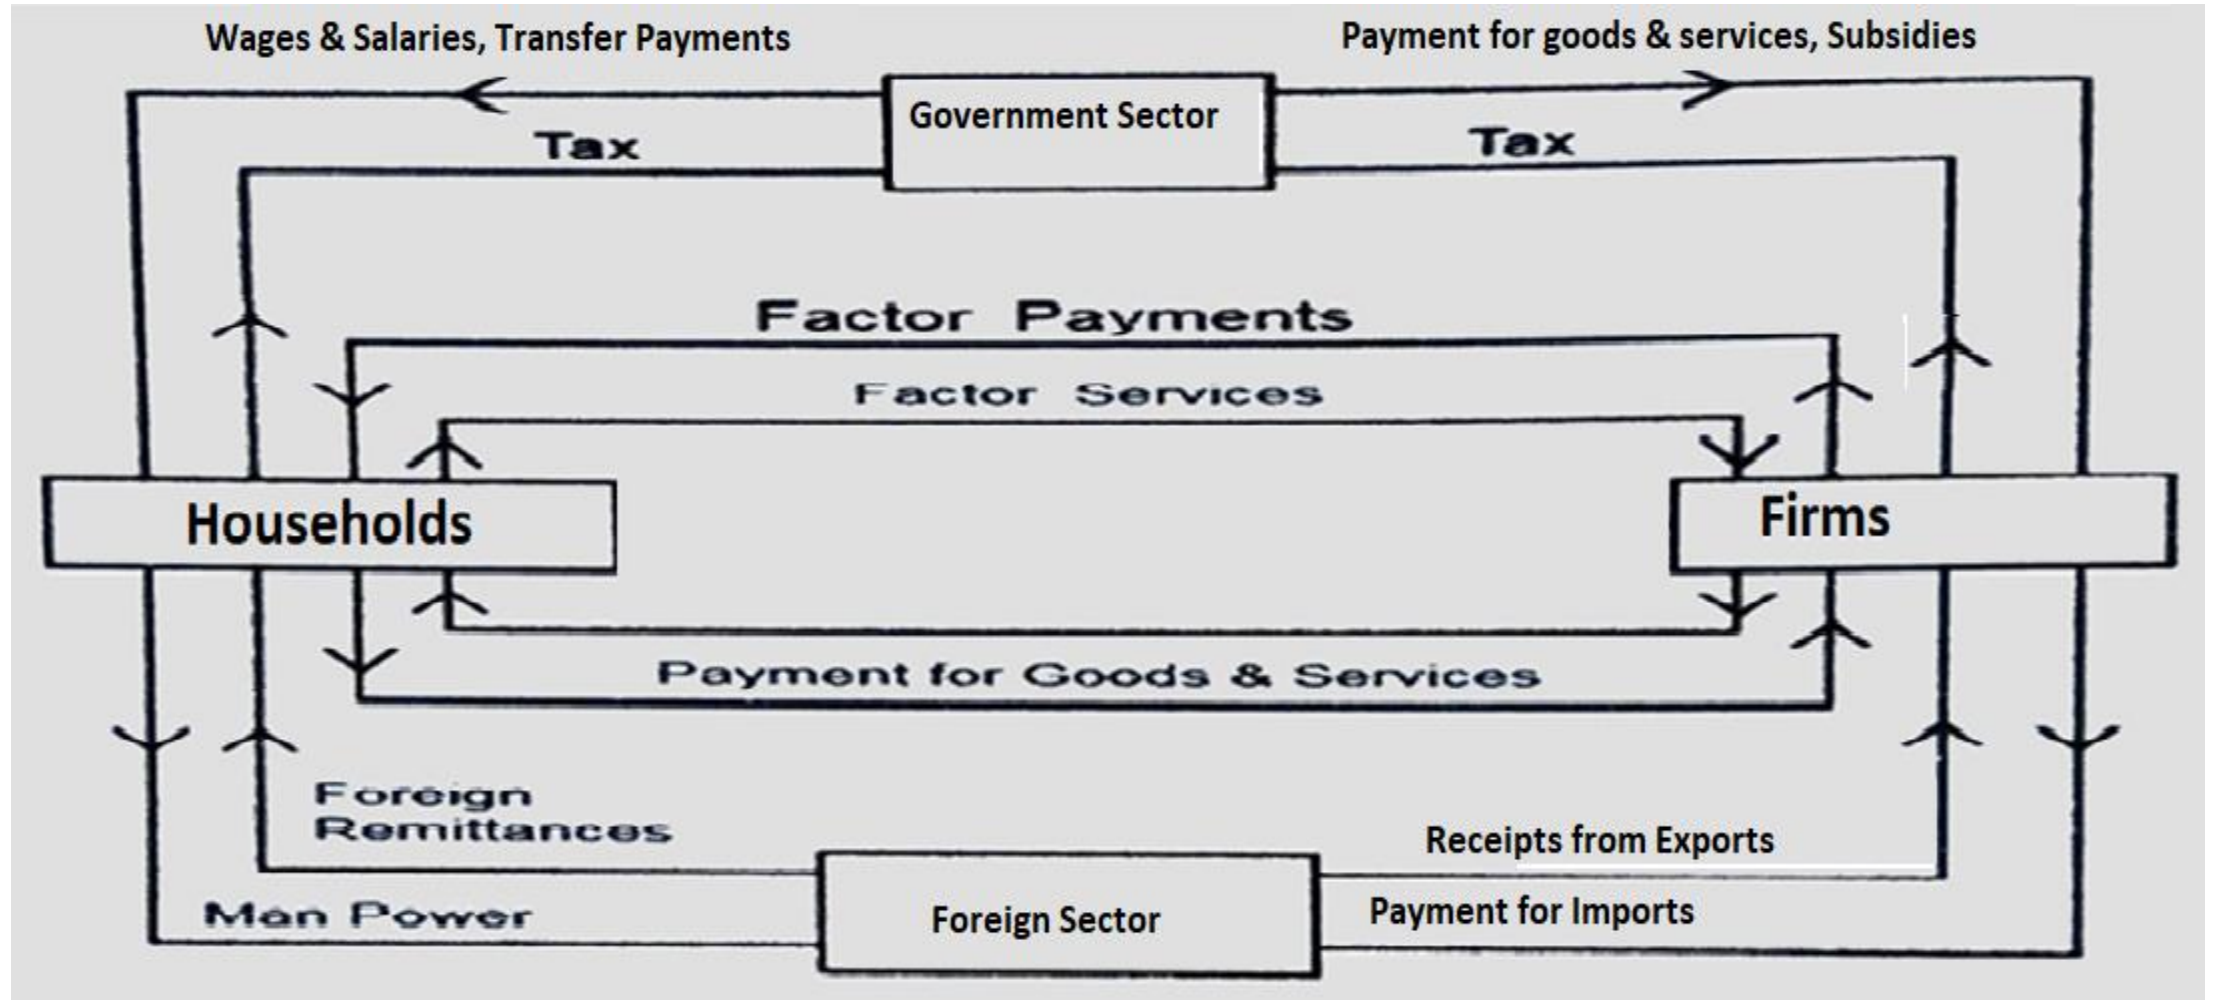 Wages & Salaries, Transfer Payments
Payment for goods & services, Subsidies
Government Sector
Tax
Tax
Factor Payments
Factor Services
Households
Firms
Payment for Goods & Services
Foreign
Remittances
Receipts from Exports
Man Power
Foreign Sector
Payment for Imports